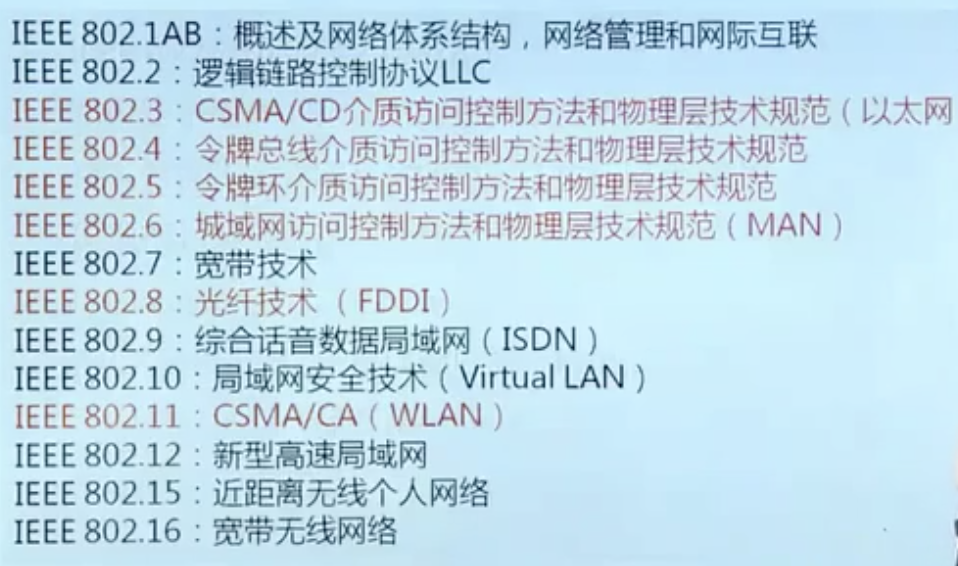 IEEE 802.1AB：概述及网络体系结构，网络管理和网际互联
IEEE 802.2：逻辑链路控制协议LLC
IEEE 802.3：CSMA/CD介质访问控制方法和物理层技术规范（以太网
IEEE 802.4：令牌总线介质访问控制方法和物理层技术规范
IEEE 802.5：令牌环介质访问控制方法和物理层技术规范
IEEE 802.6：城域网访问控制方法和物理层技术规范（MAN）
IEEE 802.7：宽带技术
IEEE 802.8：光纤技术（FDDI）
IEEE 802.9：综合话音数据局域网（ISDN）
IEEE 802.10：局域网安全技术（Virtual LAN）
IEEE 802.11：CSMA/CA（WLAN）
IEEE 802.12：新型高速局域网
IEEE 802.15：近距离无线个人网络
IEEE 802.16：宽带无线网络